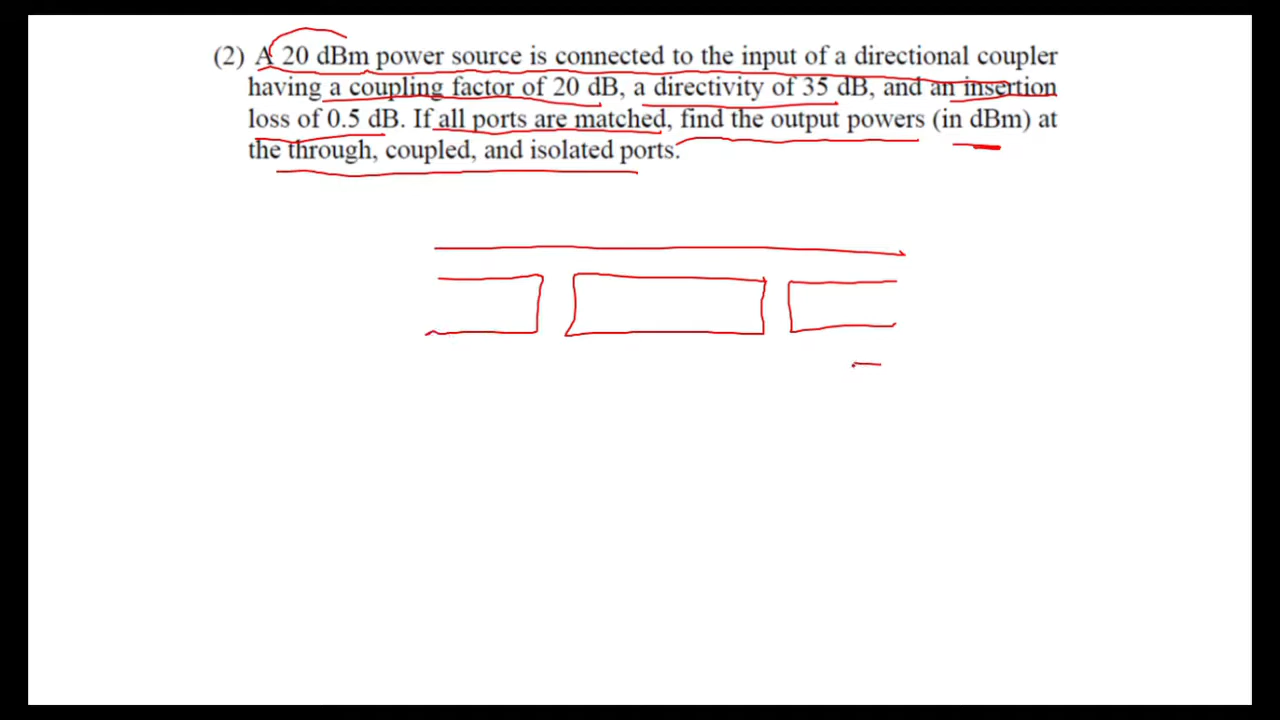 (2) A 20 dBm power source is connected to the input of a directional coupler
having a coupling factor of 20 dB, a directivity of 35 dB, and an insertion
loss of 0.5 dB. If all ports are matched, find the output powers (in dBm) at
the through, coupled, and isolated ports.